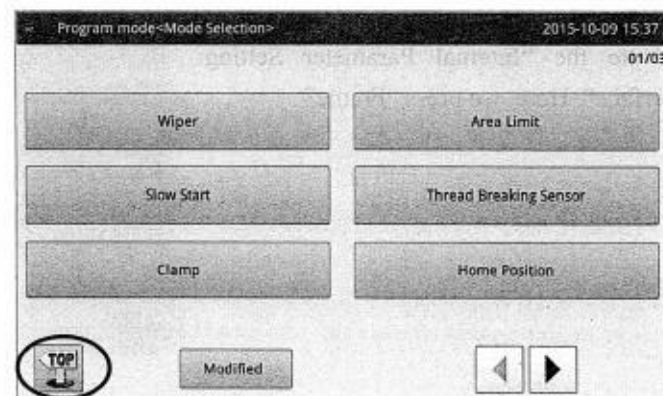 Program mode<Mode Selection> 2015-10-09 15:37
01/03
Wiper Area Limit
Slow Start Thread Breaking Sensor
Clamp Home Position
TOP Modified